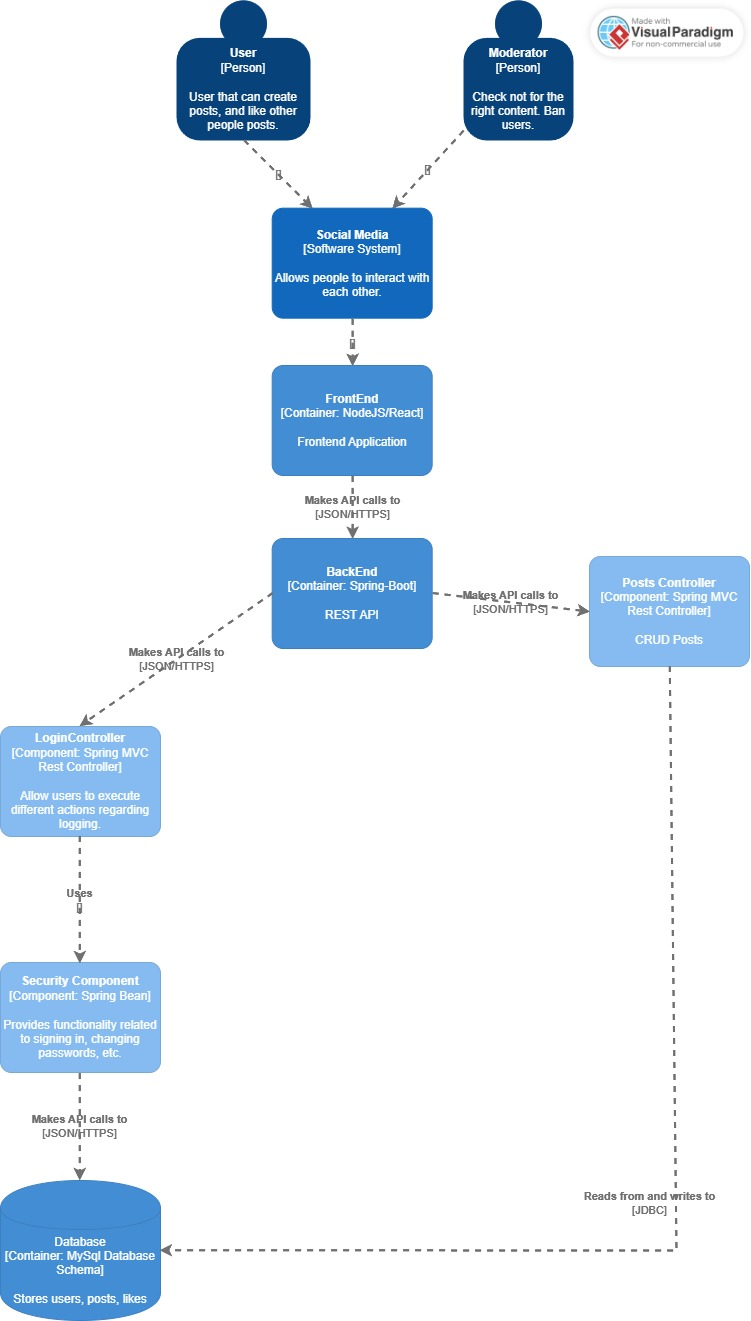 Made with
VisualParadigm
For non-commercial use
User
[Person]
User that can create
posts, and like other
people posts.
Moderator
[Person]
Check not for the
right content. Ban
users.
Social Media
[Software System]
Allows people to interact with
each other.
FrontEnd
[Container: NodeJS/React]
Frontend Application
Makes API calls to
[JSON/HTTPS]
BackEnd
[Container: Spring-Boot]
REST API
Makes API calls to
[JSON/HTTPS]
Posts Controller
[Component: Spring MVC
Rest Controller]
CRUD Posts
Makes API calls to
[JSON/HTTPS]
LoginController
[Component: Spring MVC
Rest Controller]
Allow users to execute
different actions regarding
logging.
Uses
Security Component
[Component: Spring Bean]
Provides functionality related
to signing in, changing
passwords, etc.
Makes API calls to
[JSON/HTTPS]
Reads from and writes to
[JDBC]
Database
[Container: MySql Database
Schema]
Stores users, posts, likes